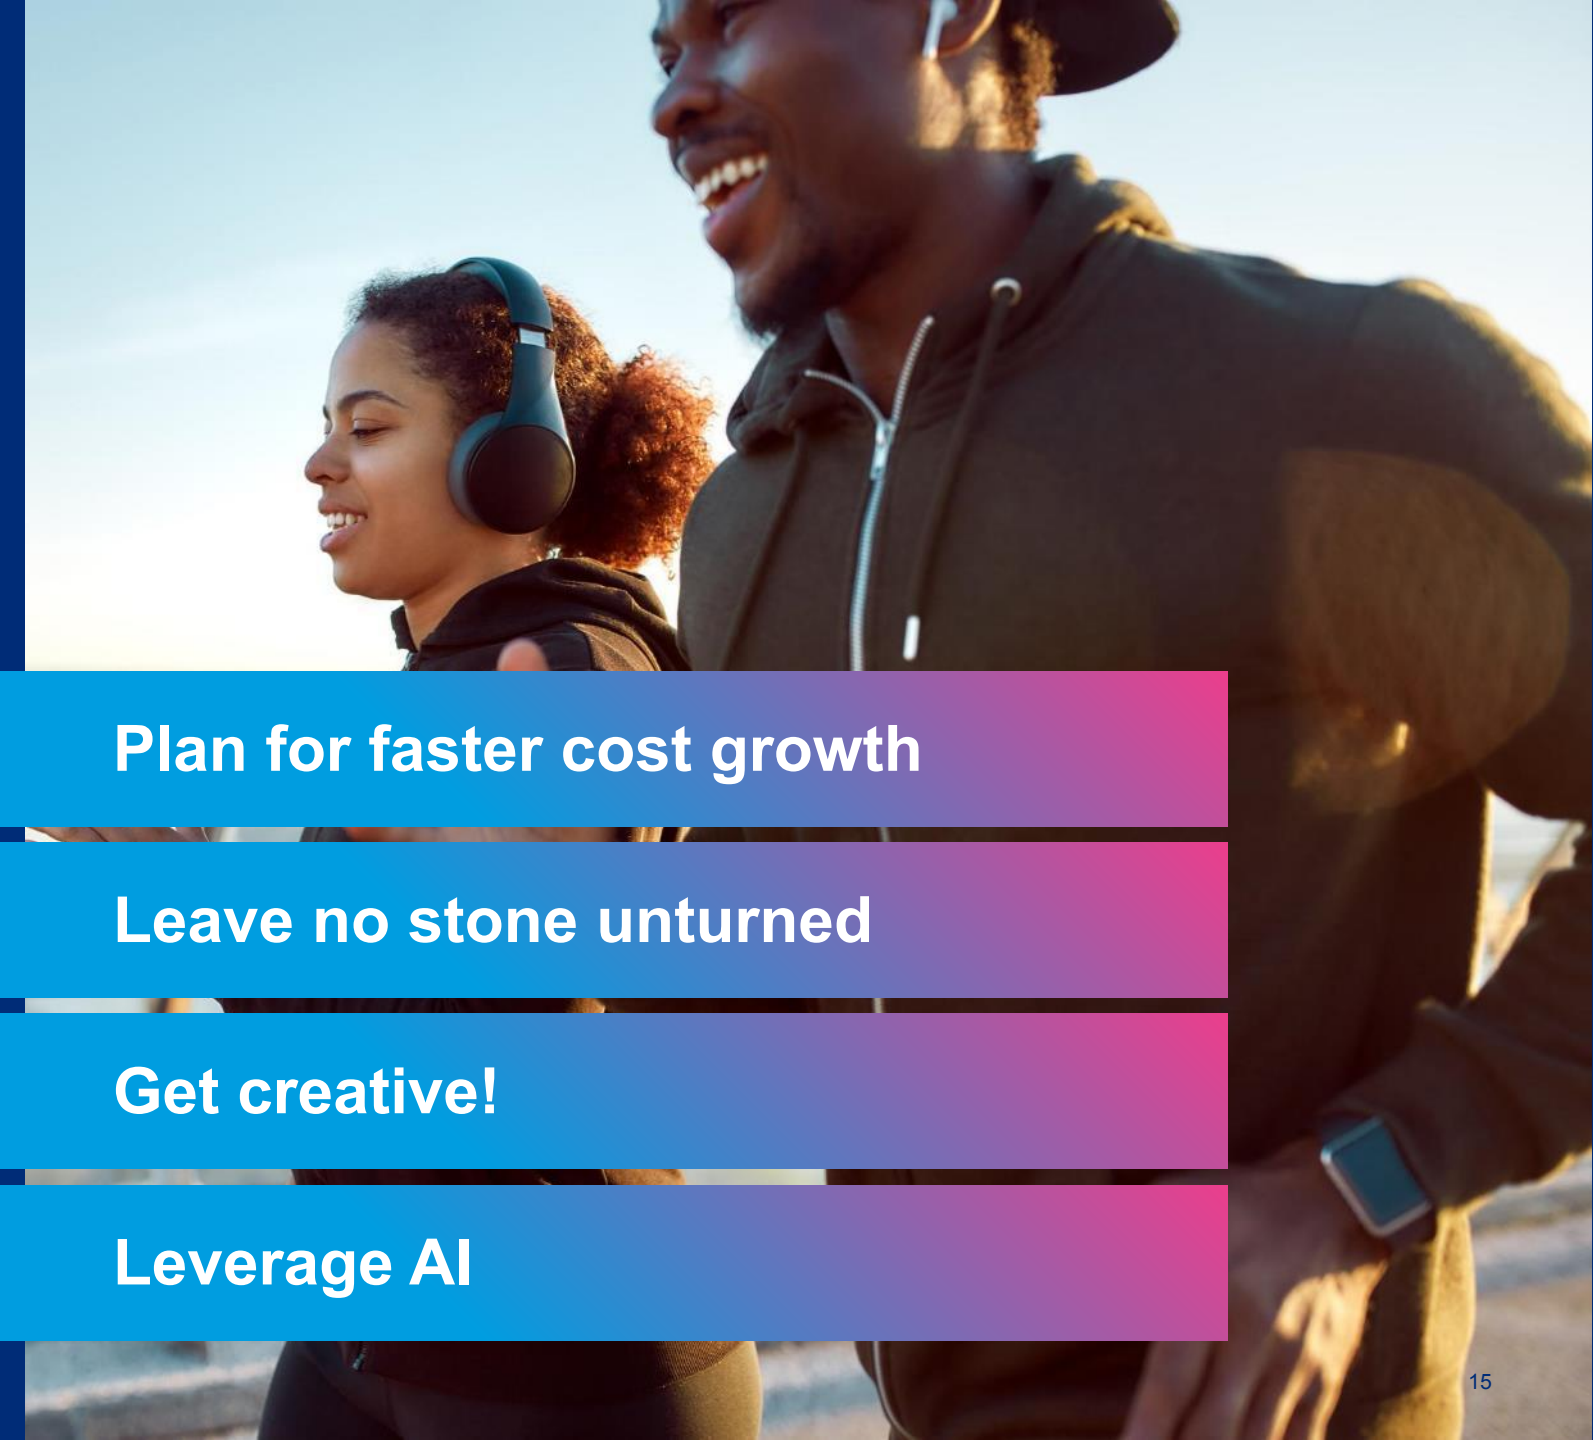 Plan for faster cost growth
Leave no stone unturned
Get creative!
Leverage AI
15